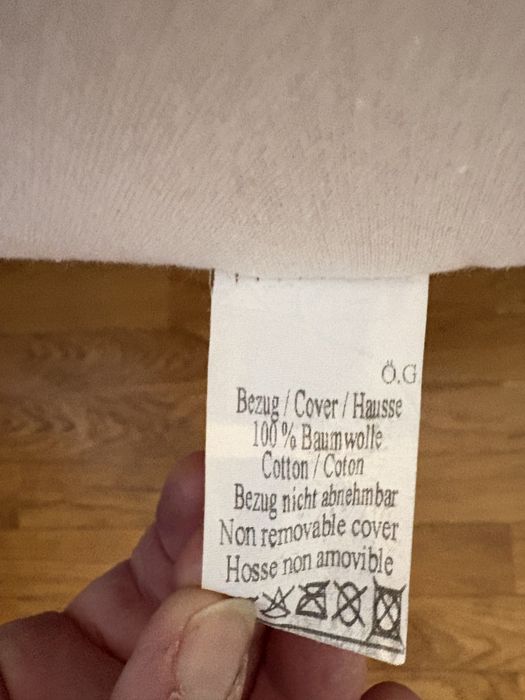 Ö.G
Bezug / Cover / Hausse
100 % Baumwolle
Cotton / Coton
Bezug nicht abnehmbar
Non removable cover
Hosse non amovible